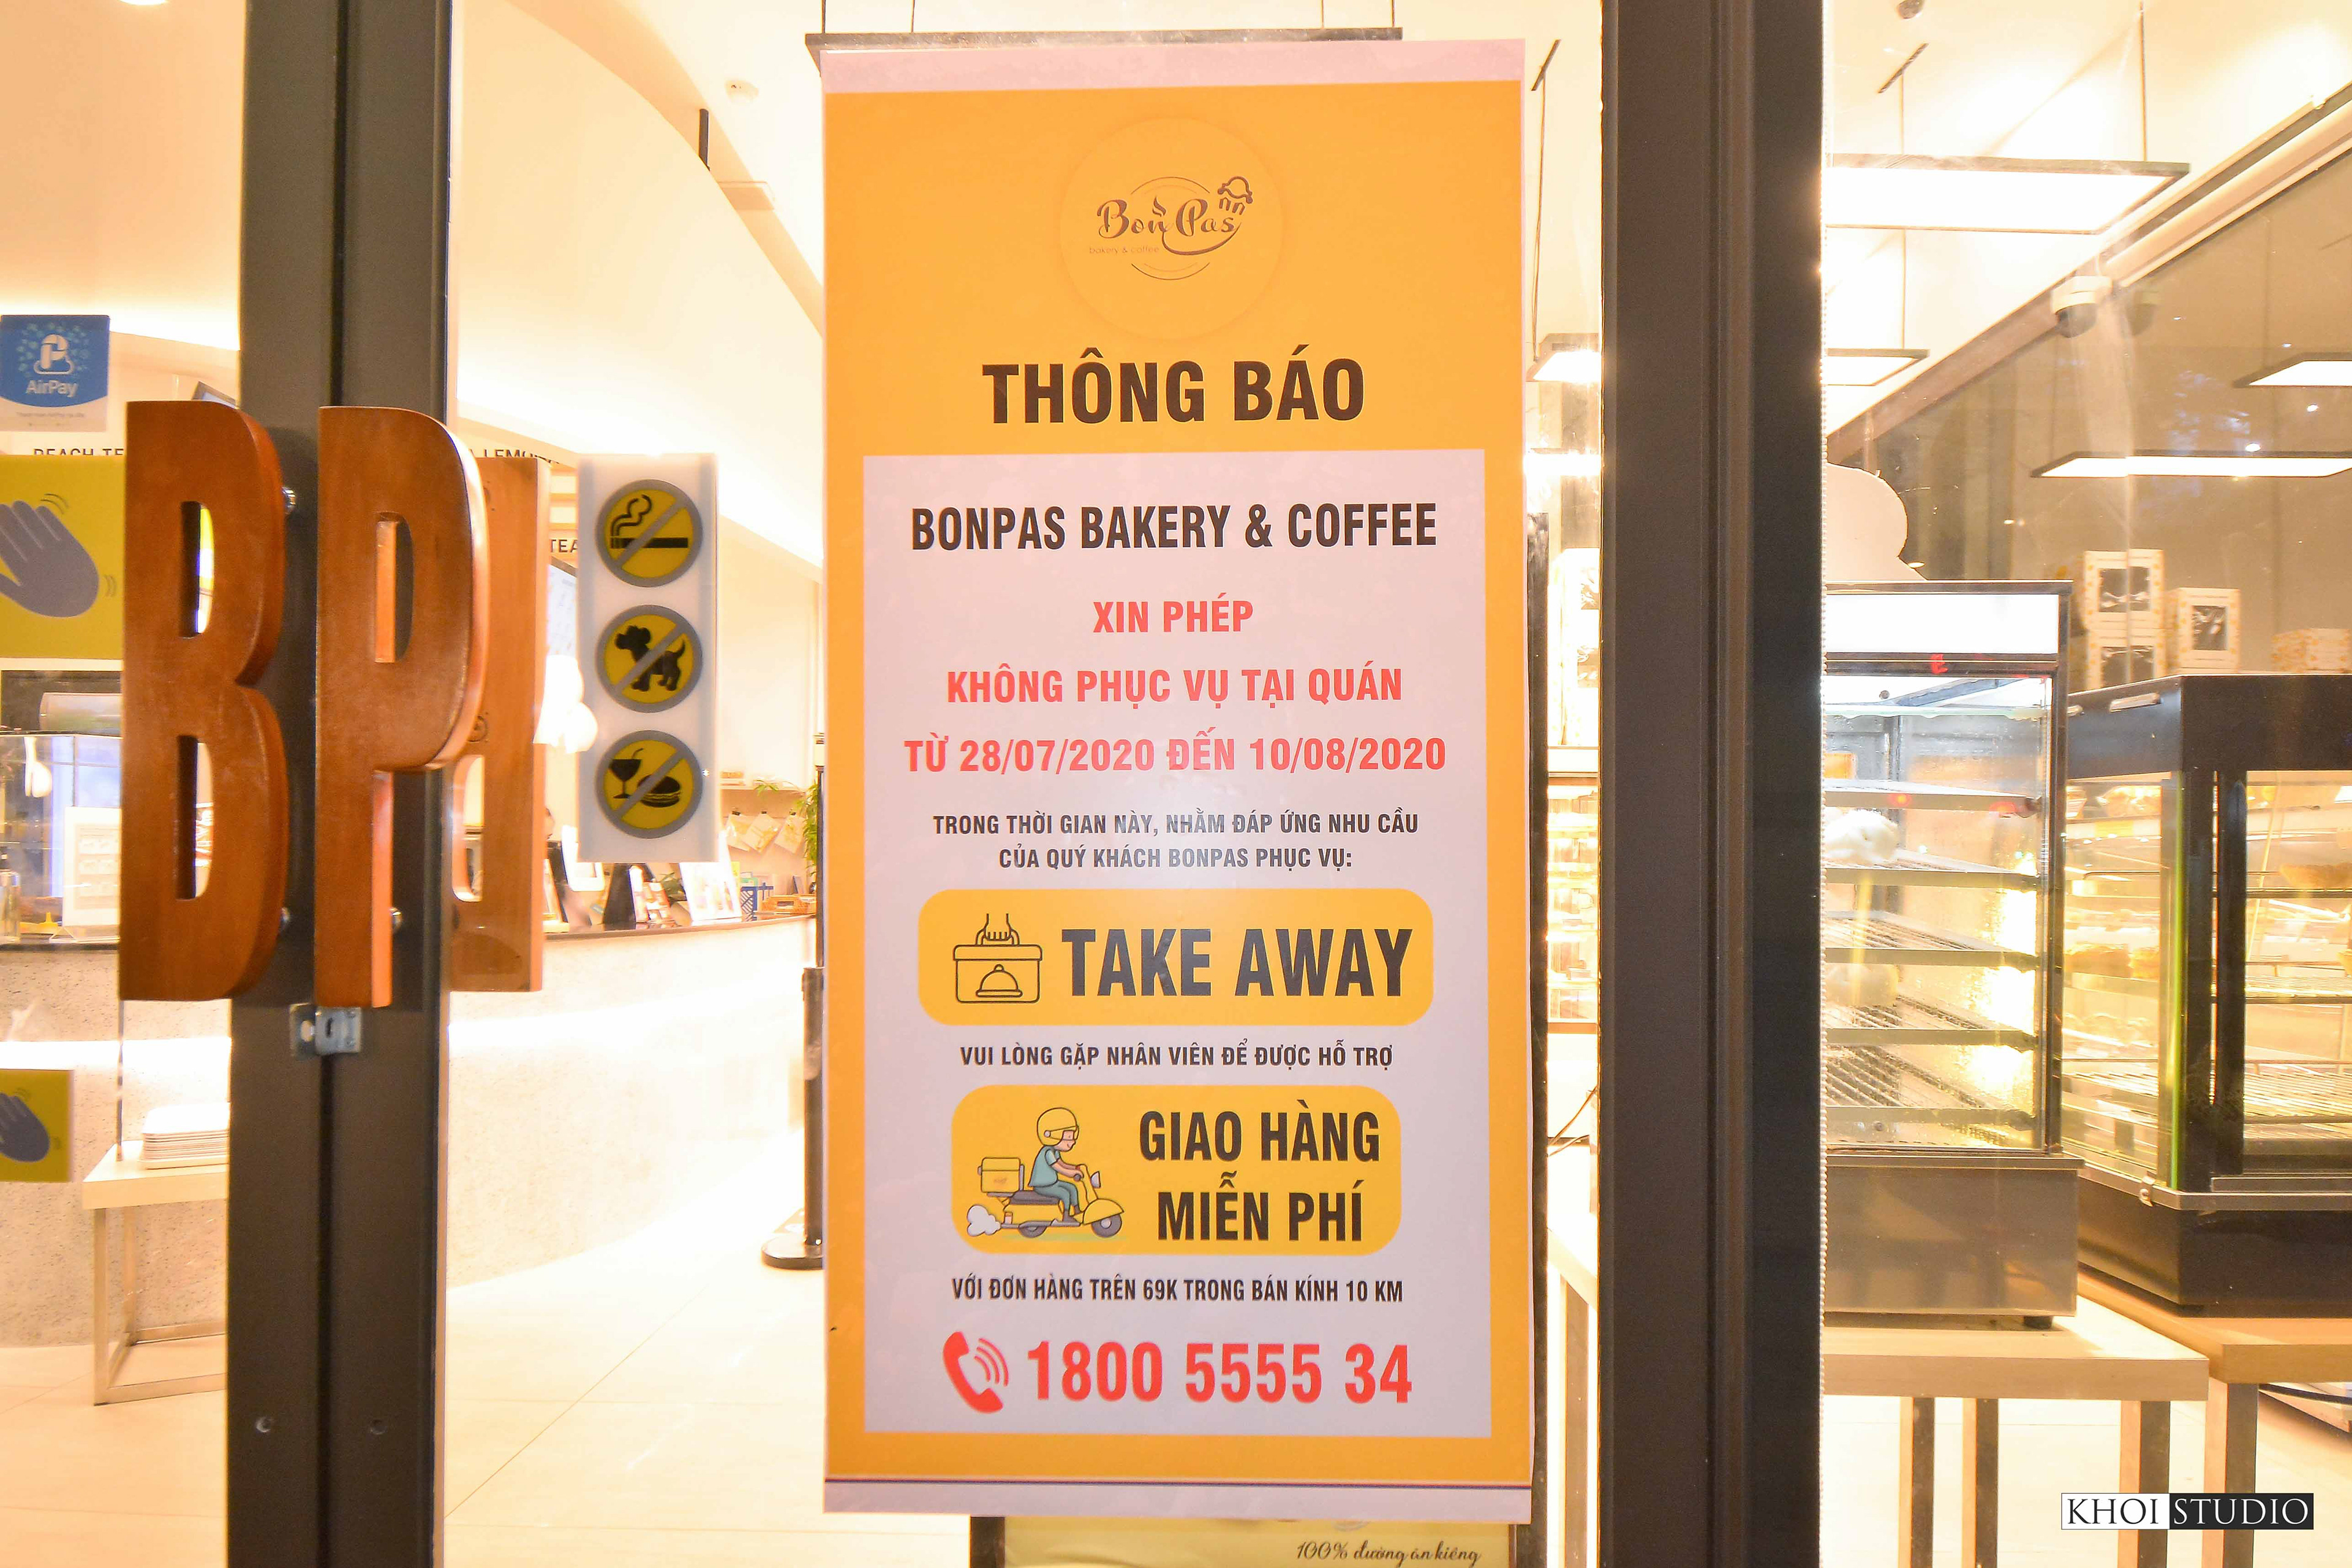 AirPay
BP
Bon Pas
bakery & coffee
THÔNG BÁO
BONPAS BAKERY & COFFEE
XIN PHÉP
KHÔNG PHỤC VỤ TẠI QUÁN
TỪ 28/07/2020 ĐẾN 10/08/2020
TRONG THỜI GIAN NÀY, NHẰM ĐÁP ỨNG NHU CẦU
CỦA QUÝ KHÁCH BONPAS PHỤC VỤ:
TAKE AWAY
VUI LÒNG GẶP NHÂN VIÊN ĐỂ ĐƯỢC HỖ TRỢ
GIAO HÀNG
MIỄN PHÍ
VỚI ĐƠN HÀNG TRÊN 69K TRONG BÁN KÍNH 10 KM
1800 5555 34
100% đường ăn kiêng
KHOI STUDIO